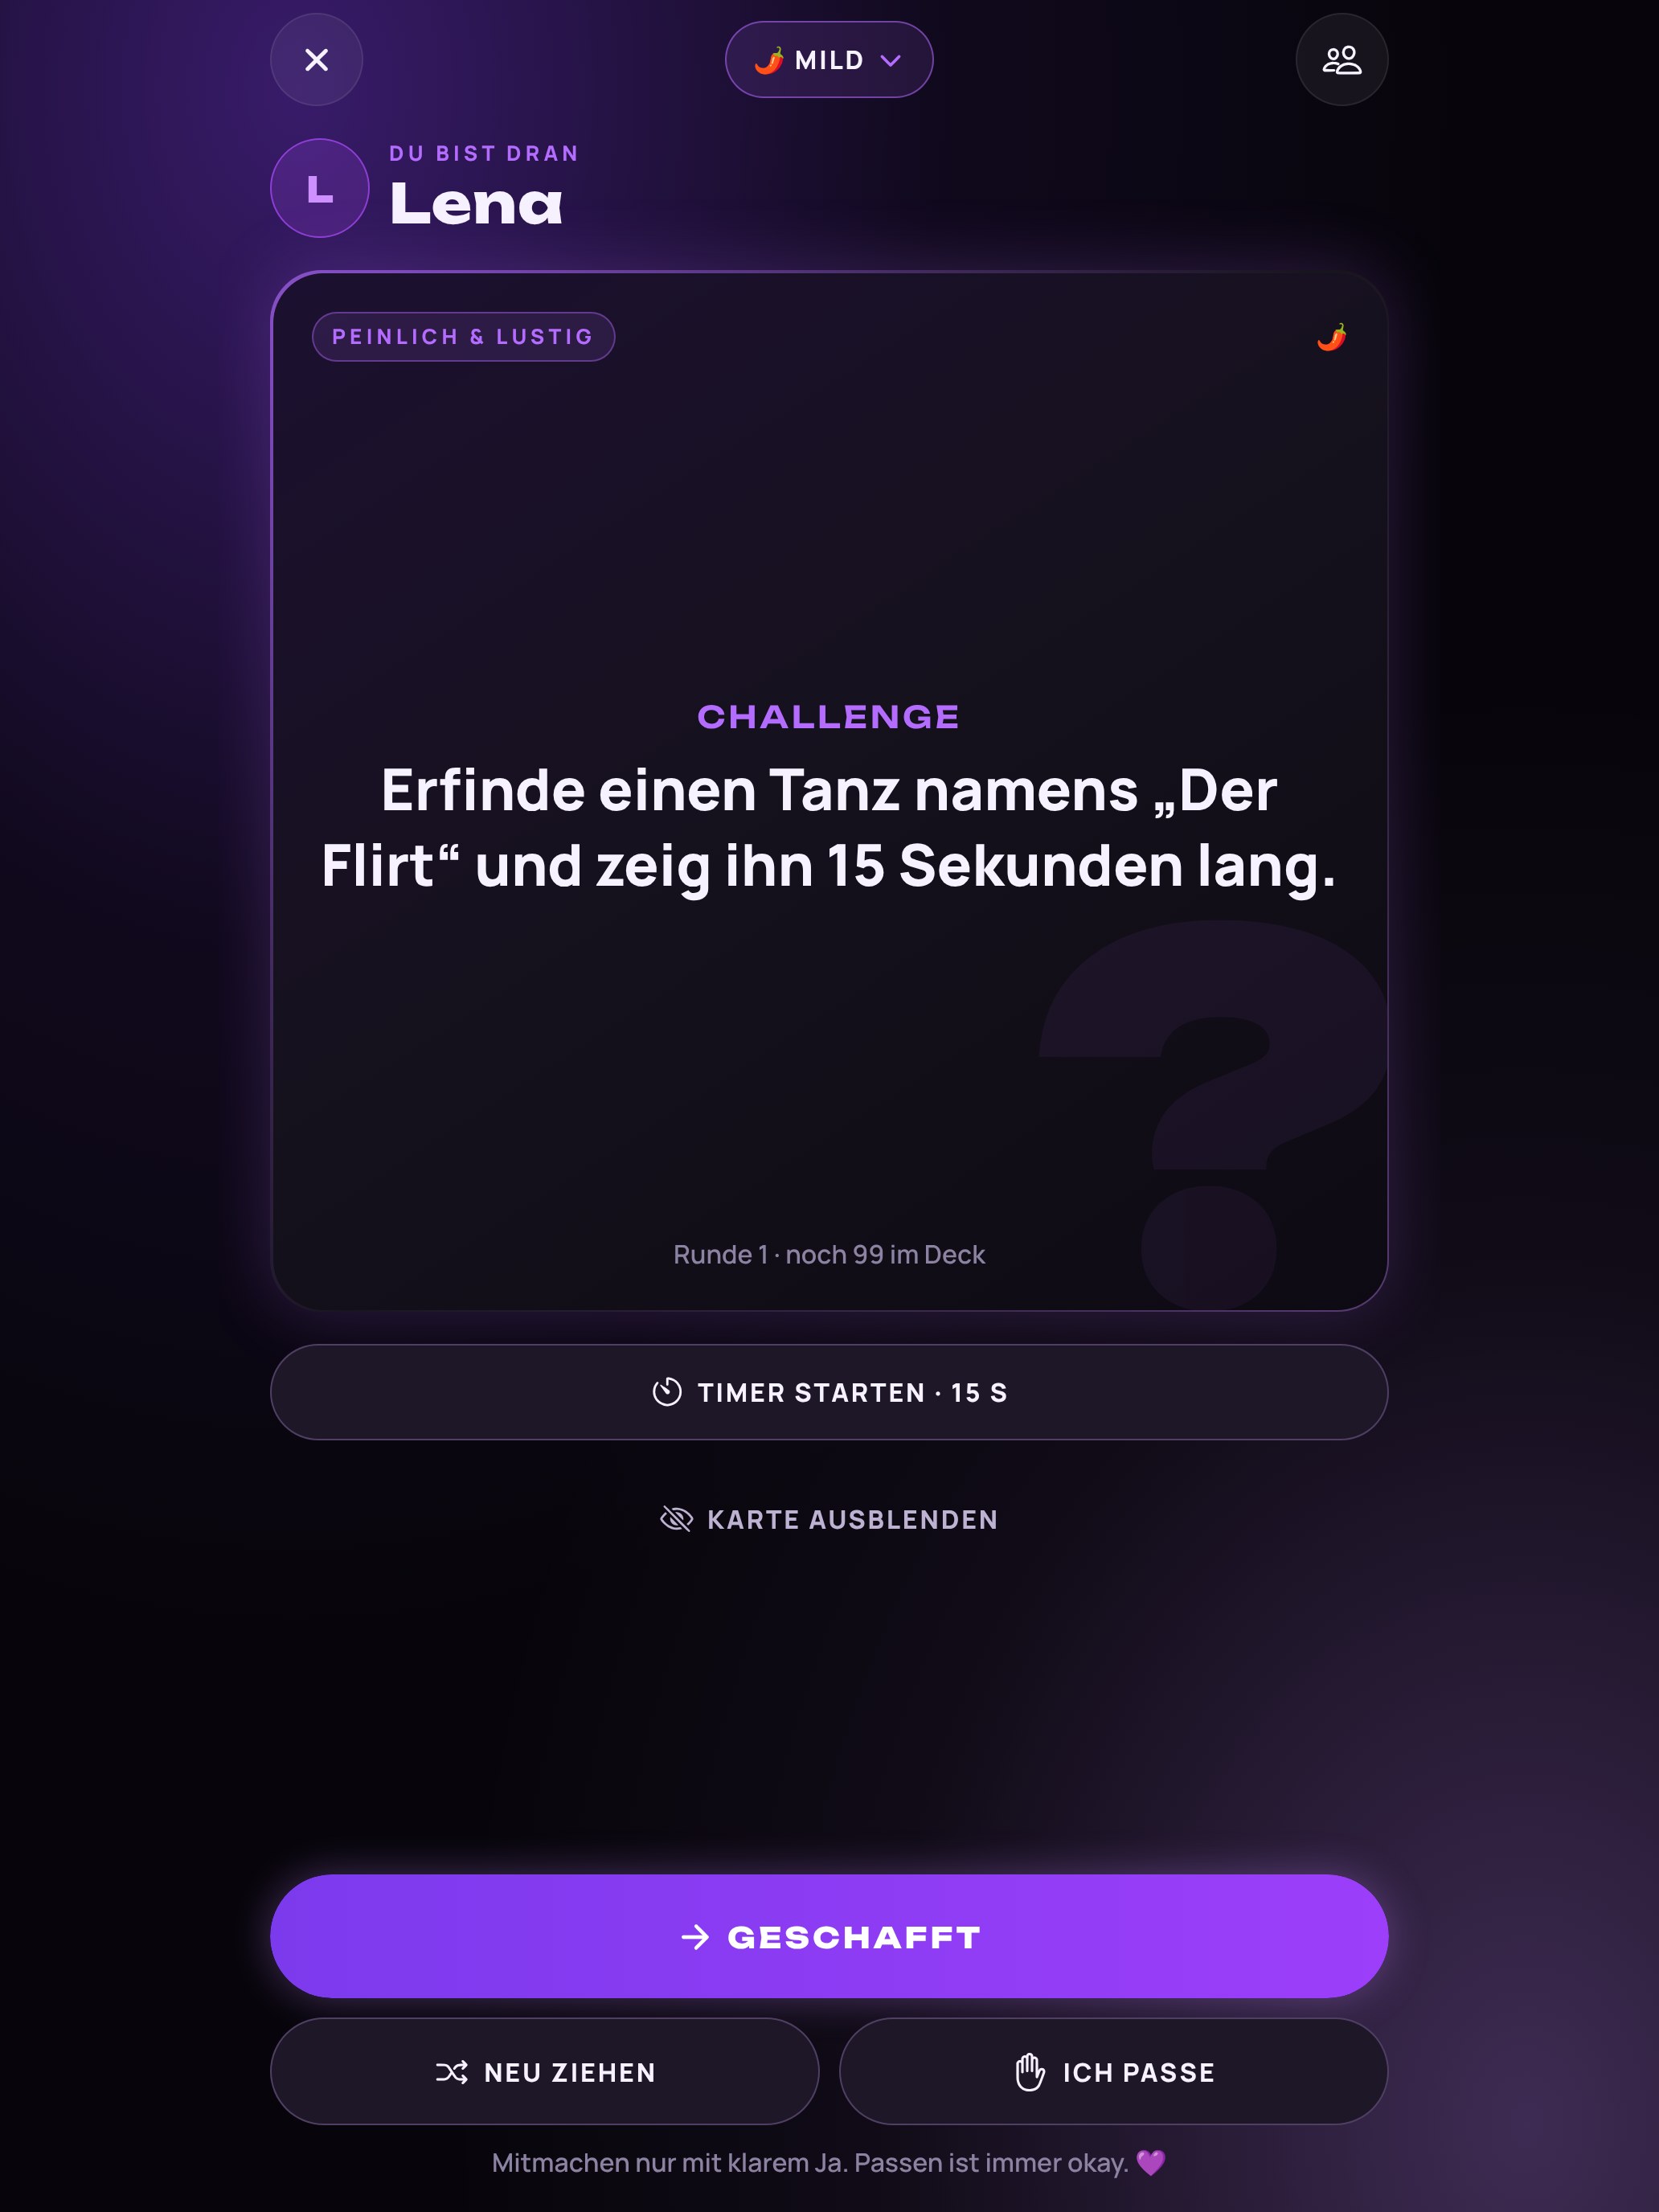 🌶️ MILD
L
DU BIST DRAN
Lena
PEINLICH & LUSTIG
🌶️
CHALLENGE
Erfinde einen Tanz namens „Der
Flirt“ und zeig ihn 15 Sekunden lang.
?
Runde 1 · noch 99 im Deck
TIMER STARTEN · 15 S
KARTE AUSBLENDEN
→ GESCHAFFT
NEU ZIEHEN
ICH PASSE
Mitmachen nur mit klarem Ja. Passen ist immer okay. 💜